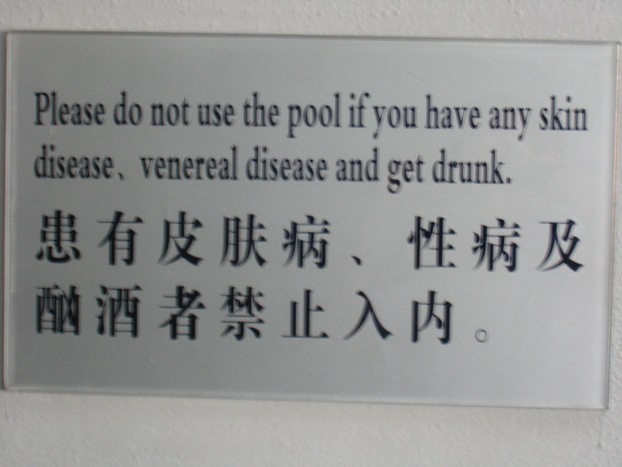 Please do not use the pool if you have any skin
disease、venereal disease and get drunk.
患有皮肤病、性病及
酗酒者禁止入内。